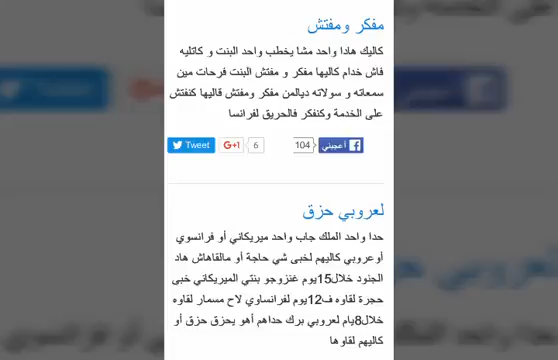 مفكر ومفتش
كاليك هادا واحد مشا يخطب واحد البنت و كاتليه
فاش خدام كاليها مفكر و مفتش البنت فرحات مين
سمعاته و سولاته ديالمن مفكر ومفتش قاليها كنفتش
على الخدمة وكنفكر فالحريق لفرانسا
Tweet
+1
6
104
أعجبني
لعروبي حزق
حدا واحد الملك جاب واحد ميريكاني أو فرانسوي
أوعروبي كاليهم لخبى شي حاجة أو مالقاهاش هاد
الجنود خلال15يوم غنزوجو بنتي الميريكاني خبى
حجرة لقاوه ف12يوم لفرانساوي لاح مسمار لقاوه
خلال8يام لعروبي برك حداهم أهو يحزق حزق أو
كاليهم لقاوها